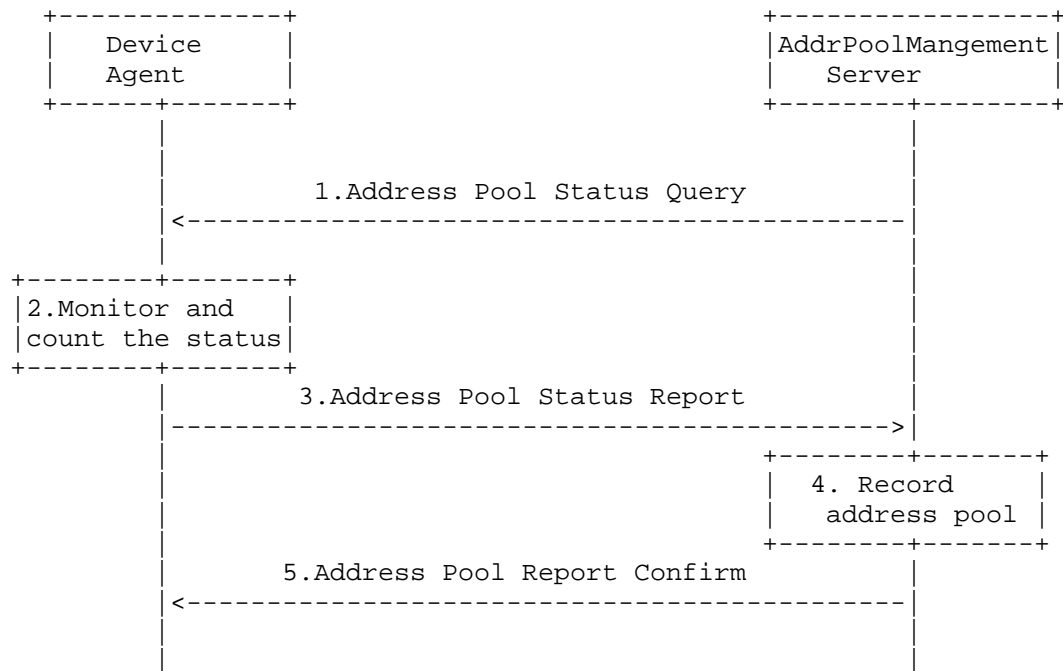 Device
Agent
AddrPoolMangement
Server
1.Address Pool Status Query
2.Monitor and
count the status
3.Address Pool Status Report
4. Record
address pool
5.Address Pool Report Confirm